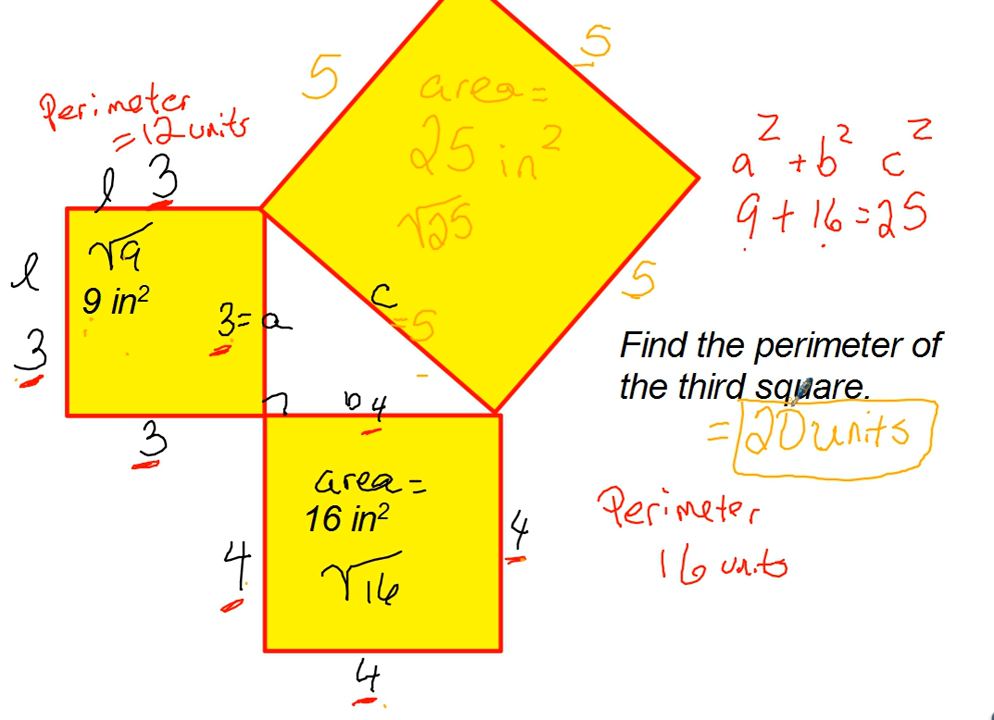 5
5
area =
25 in²
√25
5
Perimeter
= 12 units
l 3
l
√9
9 in²
3
3
3 = a
c
= 5
b 4
area =
16 in²
√16
4
4
4
a² + b² c²
9 + 16 = 25
Find the perimeter of
the third square.
= 20 units
Perimeter
16 units